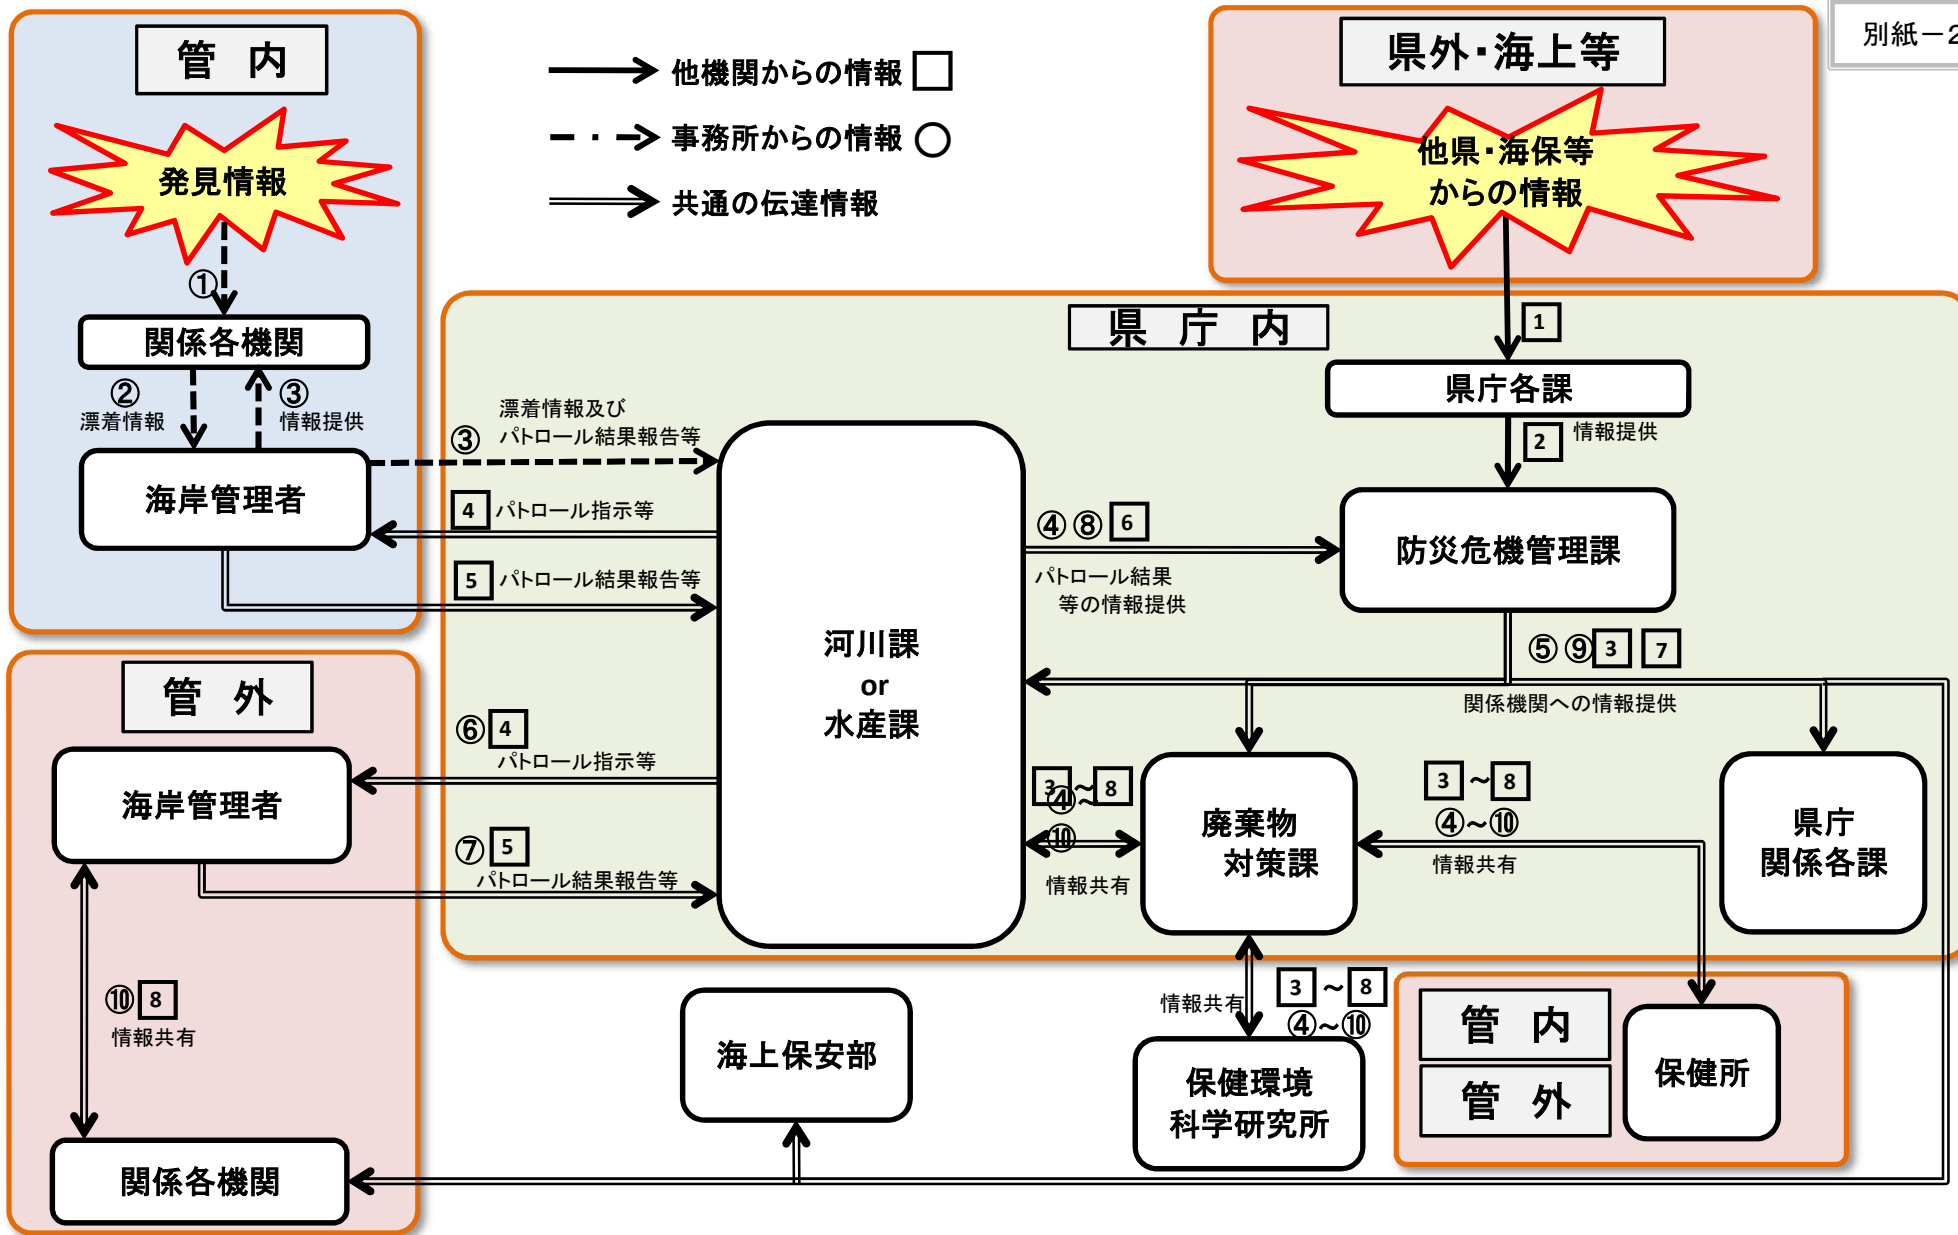 別紙－2
管 内
発見情報
①
関係各機関
②
漂着情報
③
情報提供
海岸管理者
他機関からの情報
事務所からの情報
共通の伝達情報
県外・海上等
他県・海保等
からの情報
1
県 庁 内
県庁各課
2
情報提供
防災危機管理課
漂着情報及び
パトロール結果報告等
③
4
パトロール指示等
5
パトロール結果報告等
④⑧6
パトロール結果
等の情報提供
河川課
or
水産課
⑤⑨3 7
関係機関への情報提供
管 外
海岸管理者
⑥4
パトロール指示等
⑦5
パトロール結果報告等
⑩8
情報共有
関係各機関
3～8
④～
⑩
情報共有
廃棄物
対策課
3～8
④～⑩
情報共有
県庁
関係各課
情報共有
3～8
④～⑩
海上保安部
保健環境
科学研究所
管 内
管 外
保健所